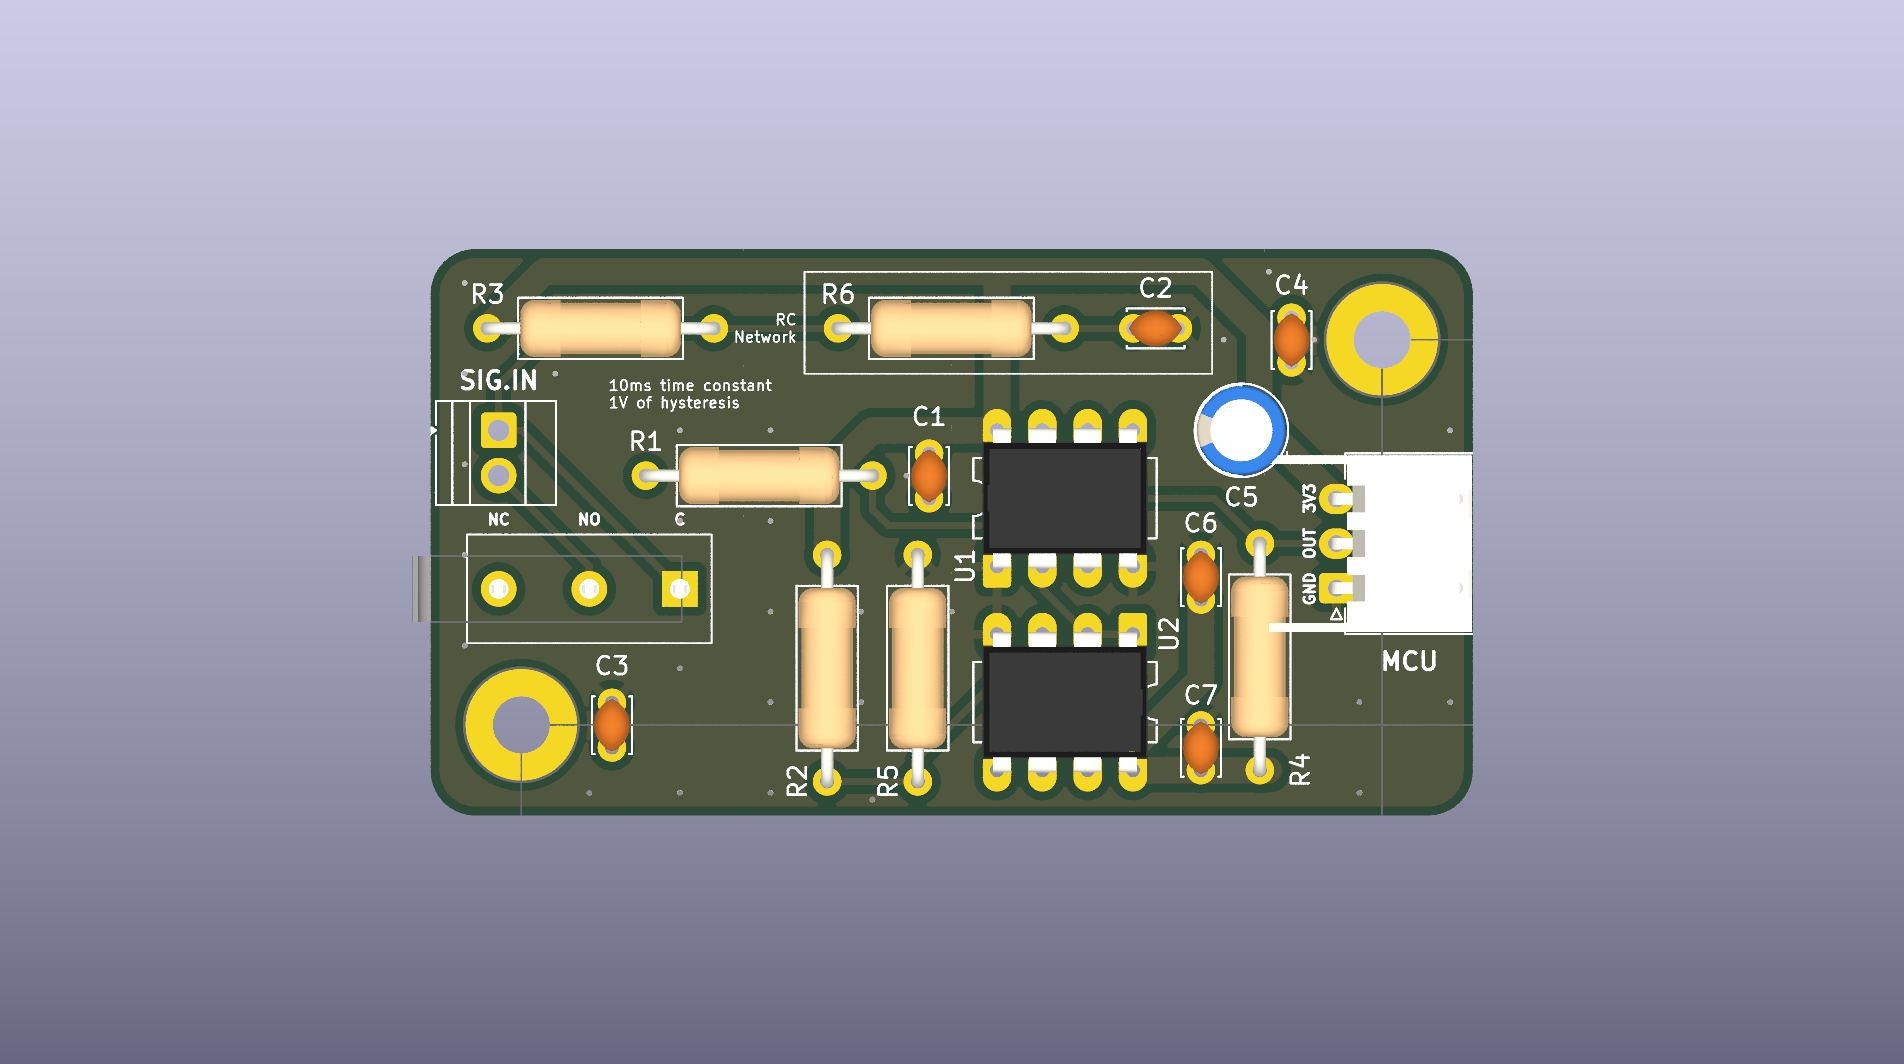 R3
R6
C2
C4
RC
Network
SIG.IN
10ms time constant
1V of hysteresis
R1
C1
C5
3V3
OUT
GND
NC
NO
C
C6
U1
U2
MCU
C3
C7
R2
R5
R4